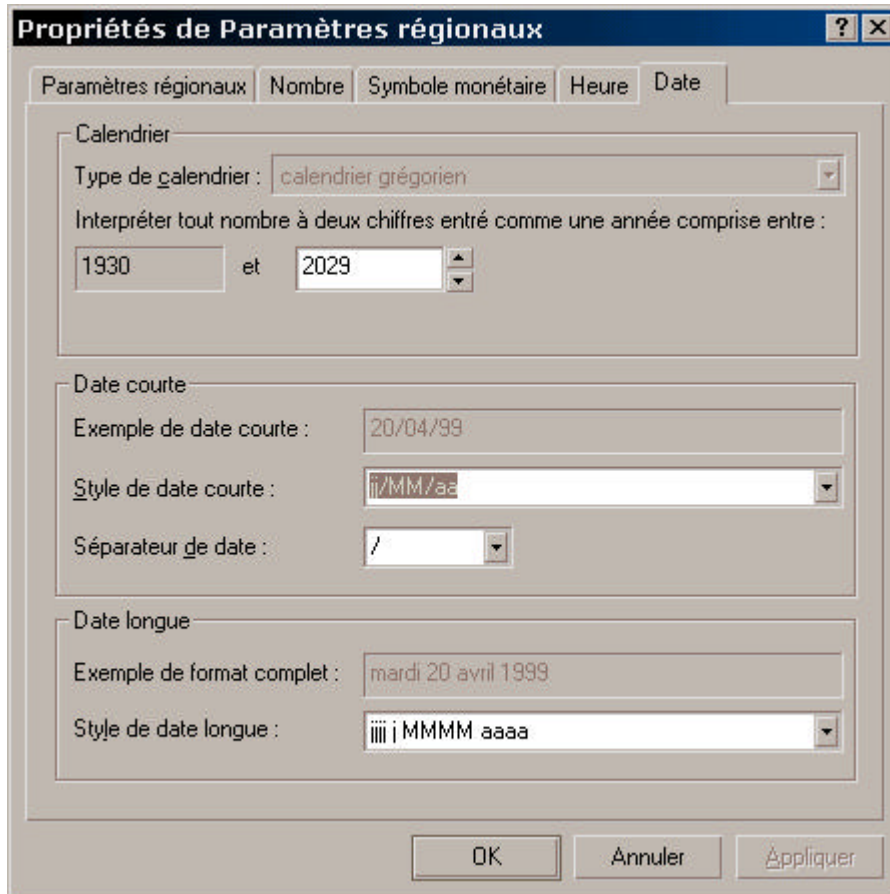 Propriétés de Paramètres régionaux
Paramètres régionaux Nombre Symbole monétaire Heure Date
Calendrier
Type de calendrier : calendrier grégorien
Interpréter tout nombre à deux chiffres entré comme une année comprise entre :
1930 et 2029
Date courte
Exemple de date courte : 20/04/99
Style de date courte : jj/MM/aa
Séparateur de date : /
Date longue
Exemple de format complet : mardi 20 avril 1999
Style de date longue : jjjj j MMMM aaaa
OK Annuler Appliquer